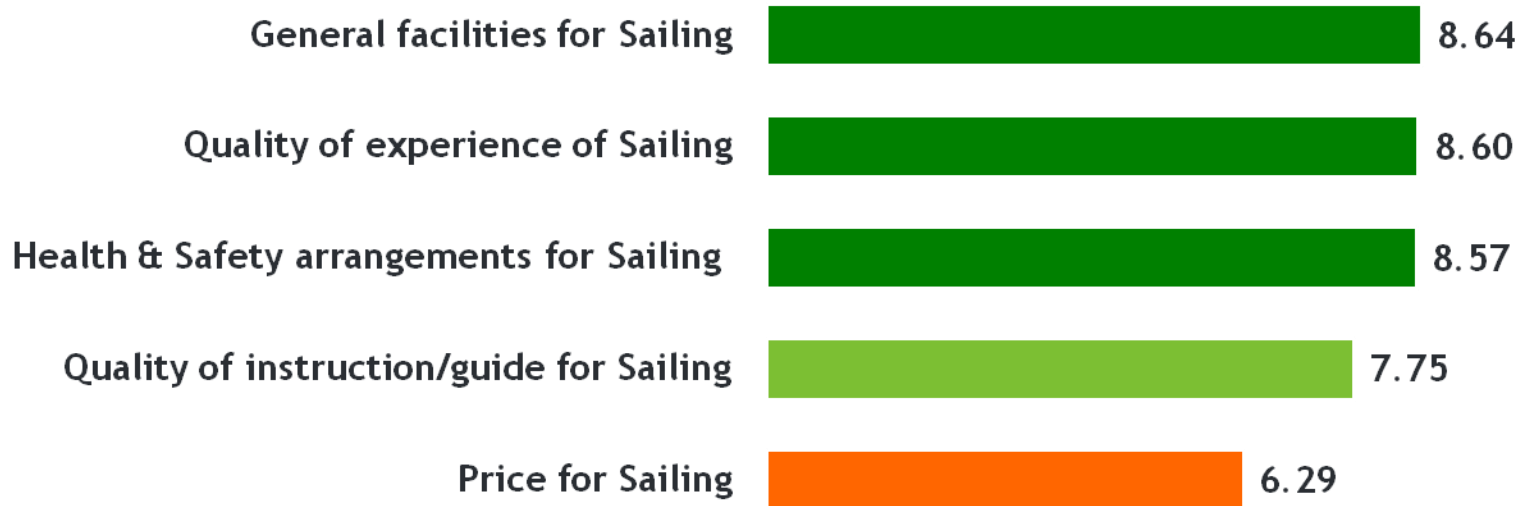 General facilities for Sailing 8.64
Quality of experience of Sailing 8.60
Health & Safety arrangements for Sailing 8.57
Quality of instruction/guide for Sailing 7.75
Price for Sailing 6.29